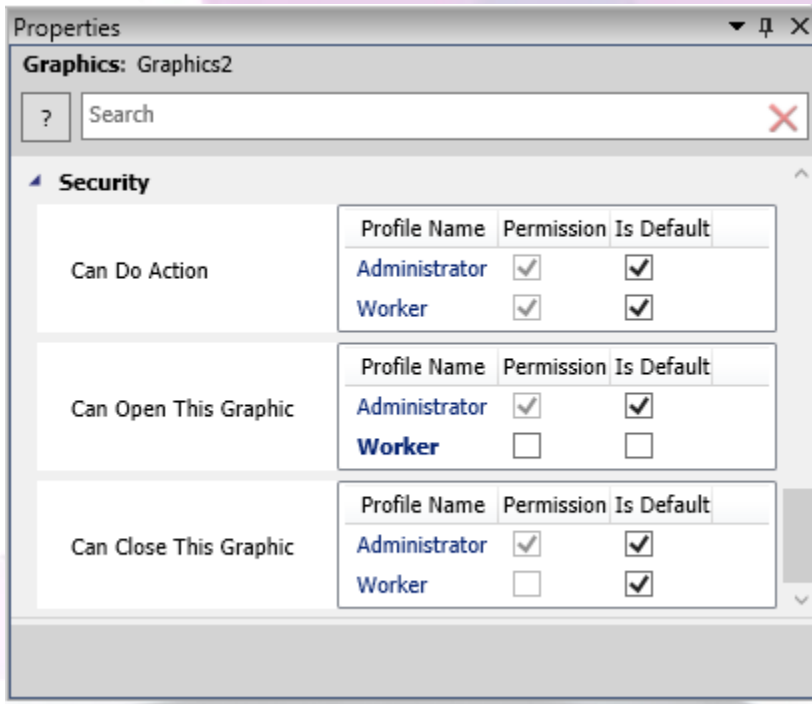 Properties
Graphics: Graphics2
?
Search
Security
Can Do Action
Profile Name Permission Is Default
Administrator
Worker
Can Open This Graphic
Profile Name Permission Is Default
Administrator
Worker
Can Close This Graphic
Profile Name Permission Is Default
Administrator
Worker